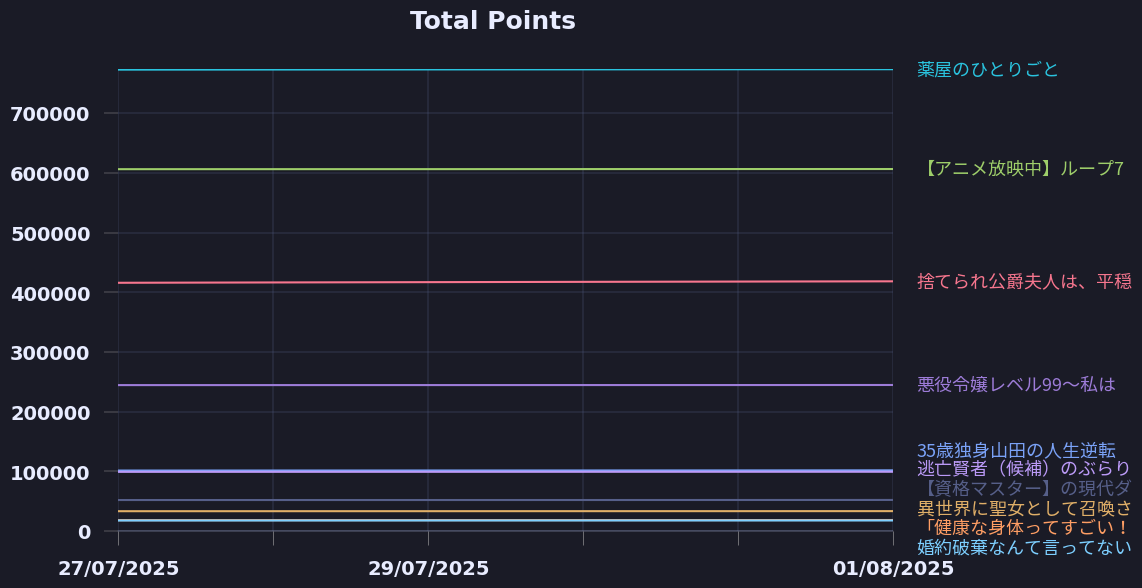 Total Points
700000
600000
500000
400000
300000
200000
100000
0
27/07/2025
29/07/2025
01/08/2025
薬屋のひとりごと
【アニメ放映中】ループ7
捨てられ公爵夫人は、平穏
悪役令嬢レベル99～私は
35歳独身山田の人生逆転
逃亡賢者（候補）のぶらり
【資格マスター】の現代ダ
異世界に聖女として召喚さ
「健康な身体ってすごい！
婚約破棄なんて言ってない